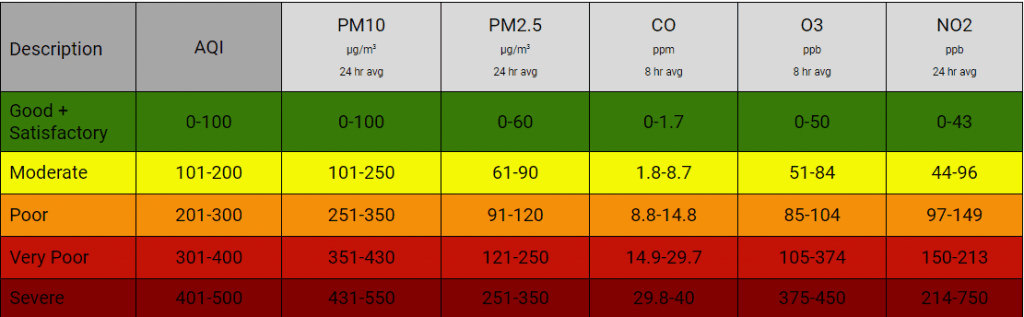 Description AQI PM10 PM2.5 CO O3 NO2
µg/m³ µg/m³ ppm ppb ppb
24 hr avg 24 hr avg 8 hr avg 8 hr avg 24 hr avg
Good +
Satisfactory 0-100 0-100 0-60 0-1.7 0-50 0-43
Moderate 101-200 101-250 61-90 1.8-8.7 51-84 44-96
Poor 201-300 251-350 91-120 8.8-14.8 85-104 97-149
Very Poor 301-400 351-430 121-250 14.9-29.7 105-374 150-213
Severe 401-500 431-550 251-350 29.8-40 375-450 214-750